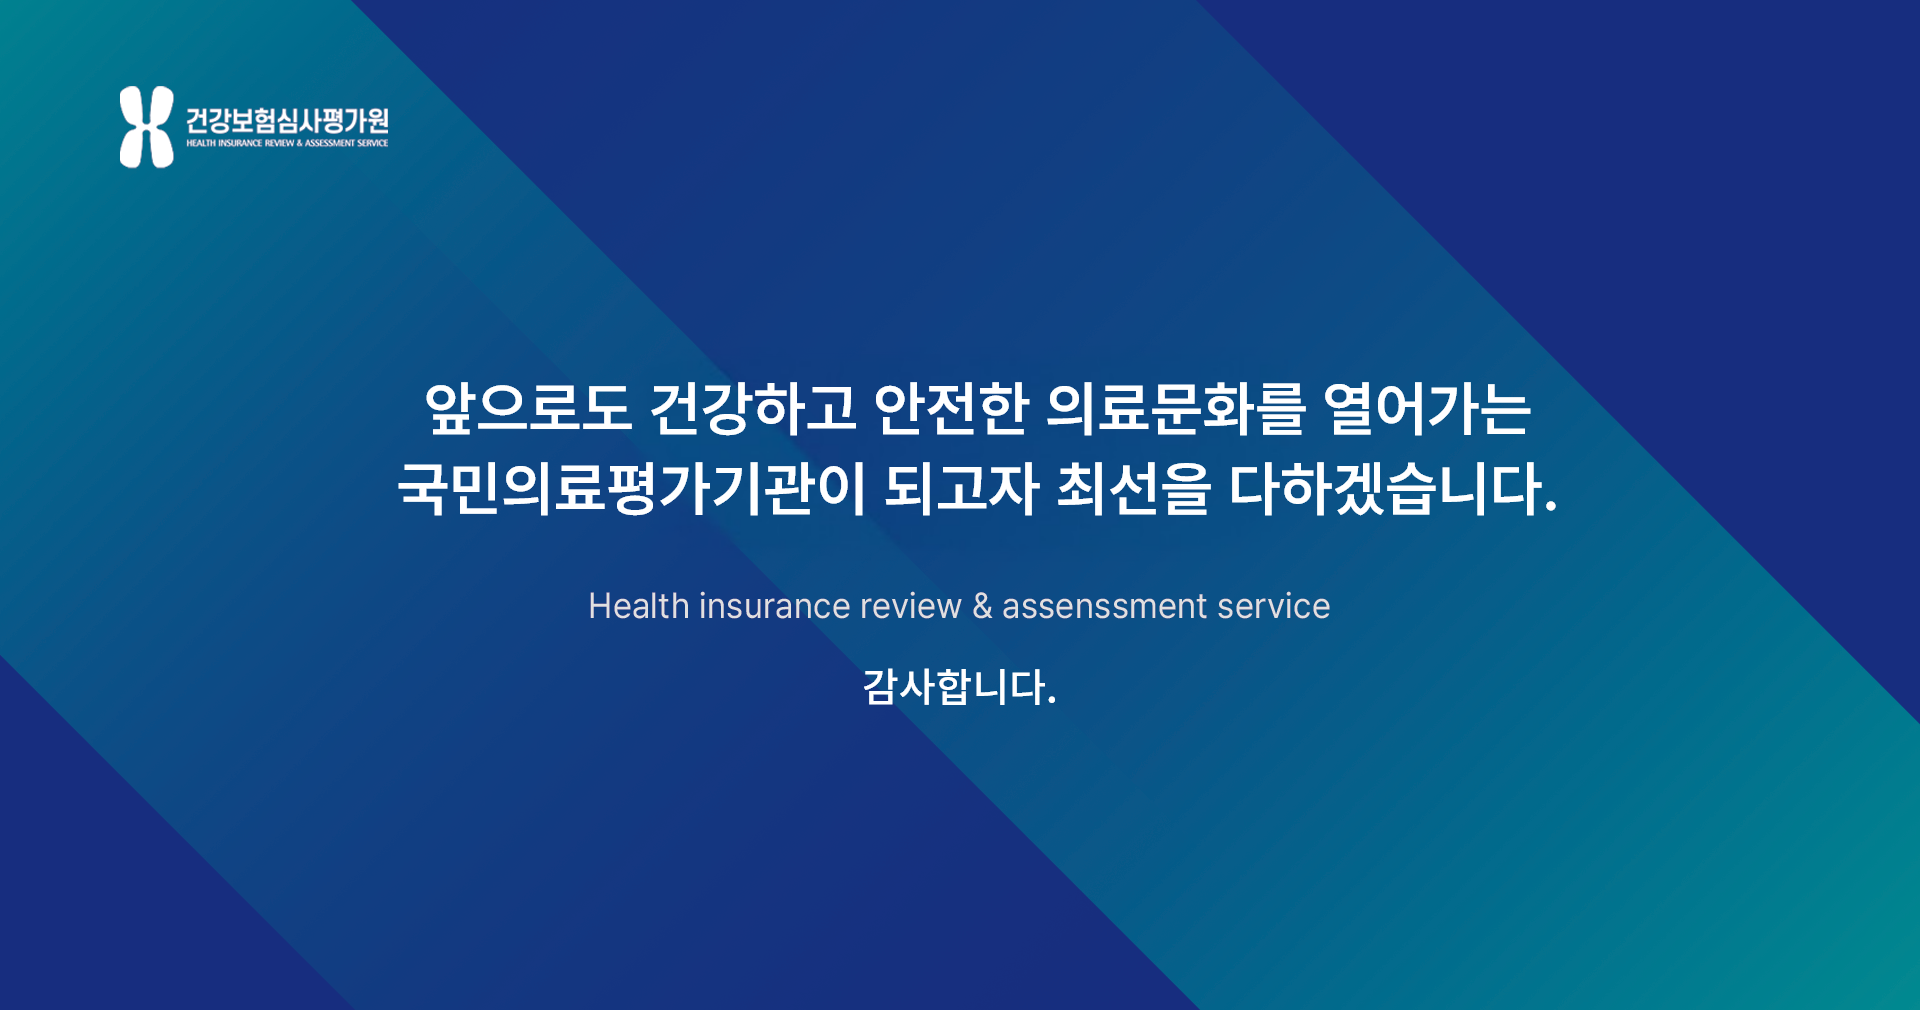 건강보험심사평가원
HEALTH INSURANCE REVIEW & ASSESSMENT SERVICE
앞으로도 건강하고 안전한 의료문화를 열어가는
국민의료평가기관이 되고자 최선을 다하겠습니다.
Health insurance review & assenssment service
감사합니다.